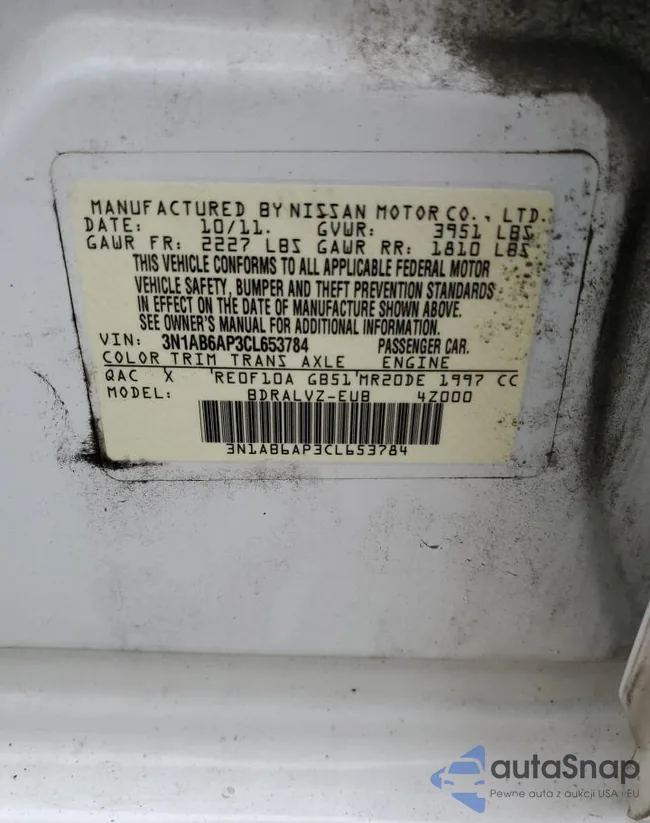 MANUFACTURED BY NISSAN MOTOR CO., LTD.
DATE: 10/11. GVWR: 3951 LBS
GAWR FR: 2227 LBS GAWR RR: 1810 LBS
THIS VEHICLE CONFORMS TO ALL APPLICABLE FEDERAL MOTOR
VEHICLE SAFETY, BUMPER AND THEFT PREVENTION STANDARDS
IN EFFECT ON THE DATE OF MANUFACTURE SHOWN ABOVE.
SEE OWNER'S MANUAL FOR ADDITIONAL INFORMATION.
VIN: 3N1AB6AP3CL653784 PASSENGER CAR.
COLOR TRIM TRANS AXLE ENGINE
QAC X RE0F10A GB51 MR20DE 1997 CC
MODEL: BDRALVZ-EUB 4Z000
3N1AB6AP3CL653784
autaSnap
Pewne auta z aukcji USA i EU